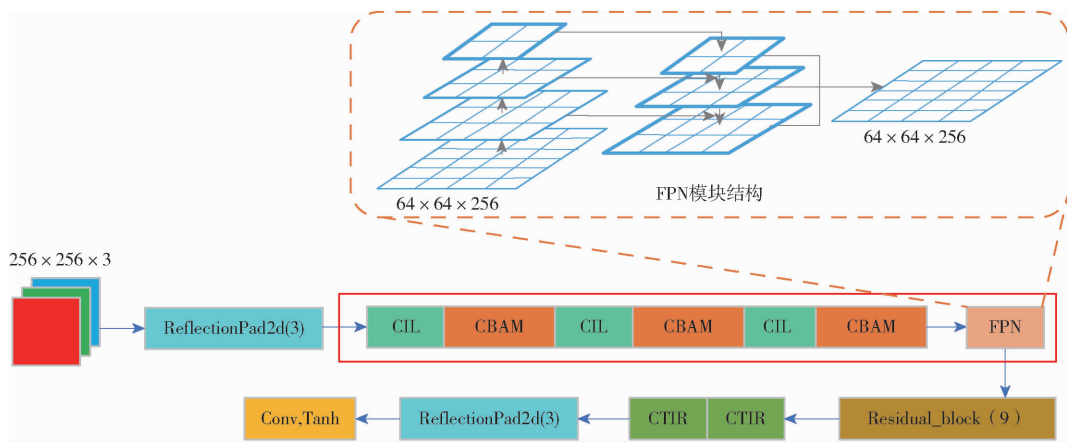 64×64×256
FPN模块结构
64×64×256
256×256×3
ReflectionPad2d(3)
CIL
CBAM
CIL
CBAM
CIL
CBAM
FPN
Conv,Tanh
ReflectionPad2d(3)
CTIR
CTIR
Residual_block（9）